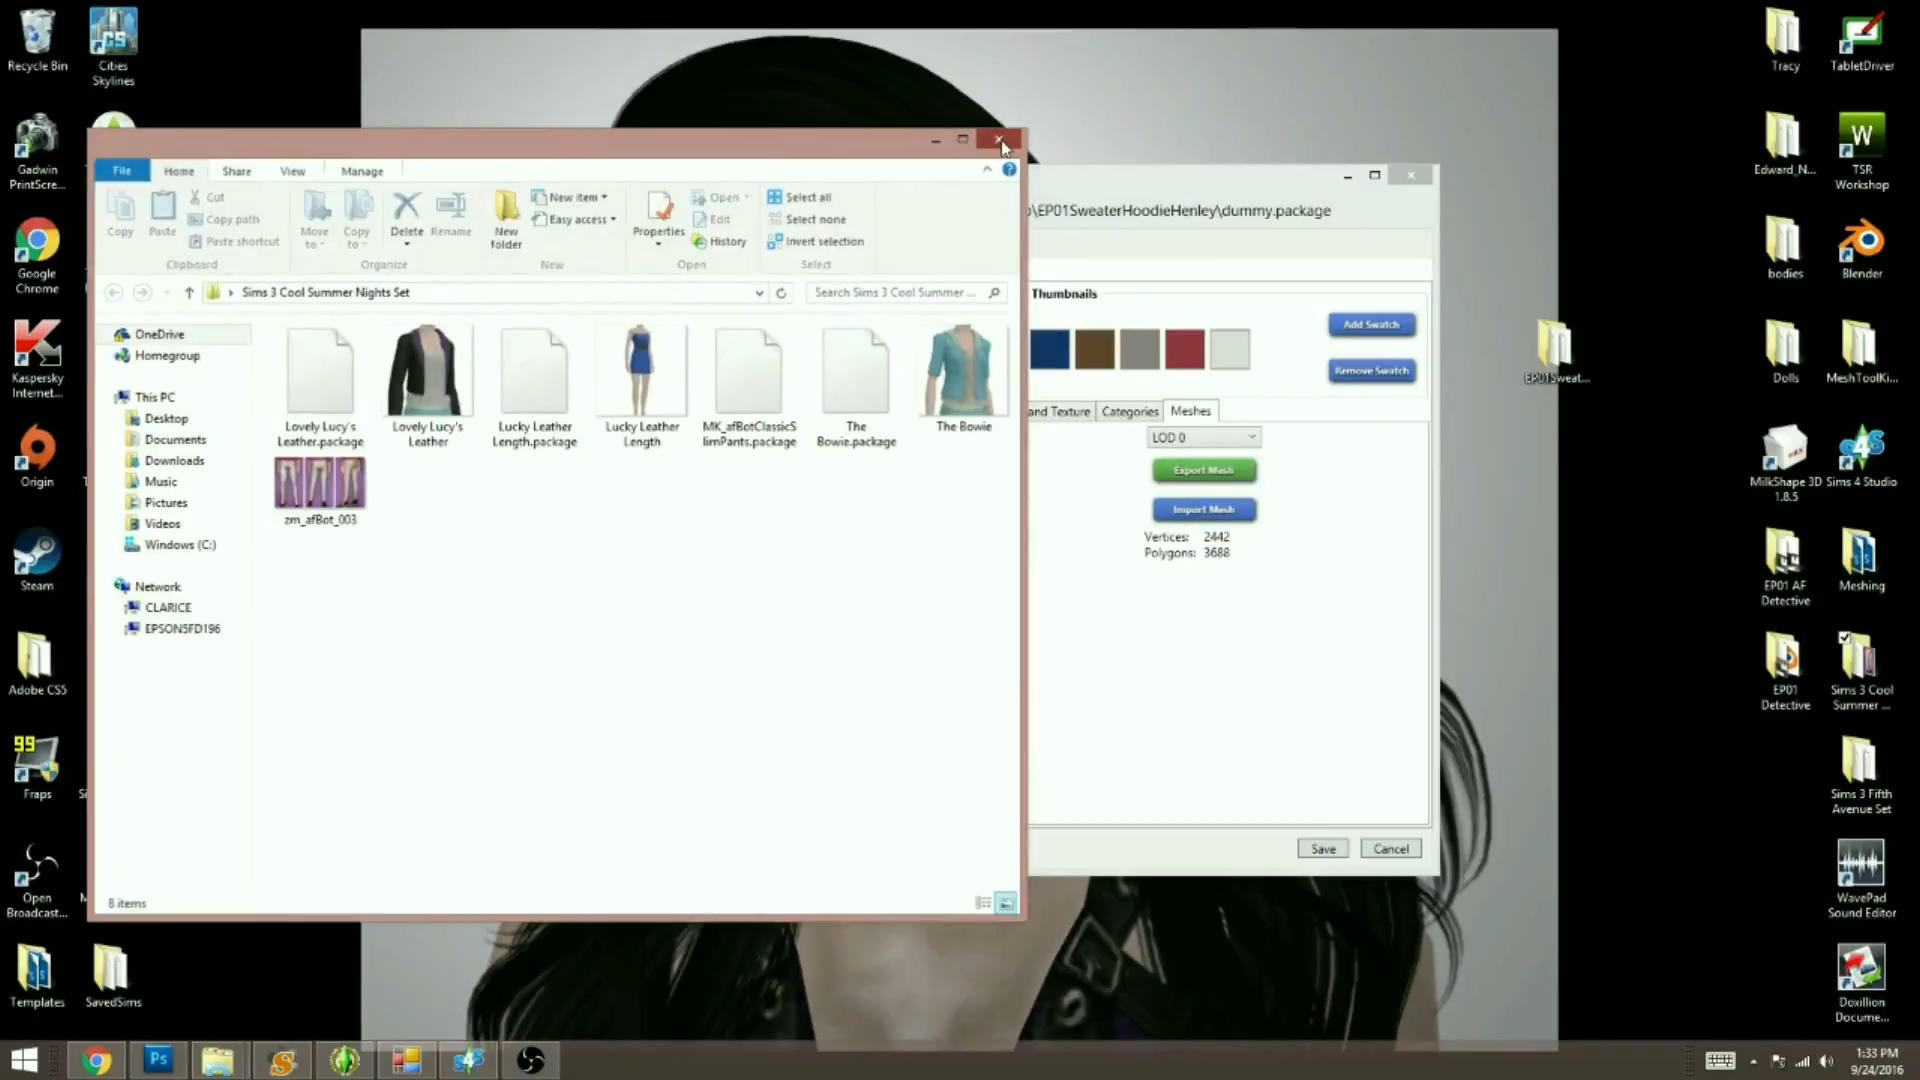 Recycle Bin
Cities
Skylines
Gadwin
PrintScre...
Google
Chrome
Kaspersky
Internet...
Origin
Steam
Adobe CS5
Fraps
Open
Broadcast...
Templates
SavedSims
File
Home
Share
View
Manage
Copy
Paste
Cut
Copy path
Paste shortcut
Clipboard
Move
to
Copy
to
Delete
Rename
Organize
New
folder
New item
Easy access
New
Properties
Open
Edit
History
Open
Select all
Select none
Invert selection
Select
Sims 3 Cool Summer Nights Set
Search Sims 3 Cool Summer ...
OneDrive
Homegroup
This PC
Desktop
Documents
Downloads
Music
Pictures
Videos
Windows (C:)
Network
CLARICE
EPSON5FD196
Lovely Lucy's
Leather.package
Lovely Lucy's
Leather
Lucky Leather
Length.package
Lucky Leather
Length
MK_afBotClassicS
limPants.package
The
Bowie.package
The Bowie
zm_afBot_003
8 items
\EP01SweaterHoodieHenley\dummy.package
Thumbnails
Add Swatch
Remove Swatch
and Texture
Categories
Meshes
LOD 0
Export Mesh
Import Mesh
Vertices: 2442
Polygons: 3688
Save
Cancel
EP01Sweat...
Tracy
TabletDriver
Edward_N...
W
TSR
Workshop
bodies
Blender
Dolls
MeshToolKi...
MilkShape 3D
1.8.5
Sims 4 Studio
EP01 AF
Detective
Meshing
EP01
Detective
Sims 3 Cool
Summer ...
Sims 3 Fifth
Avenue Set
WavePad
Sound Editor
Doxillion
Docume...
CS
99
Ps
1:33 PM
9/24/2016